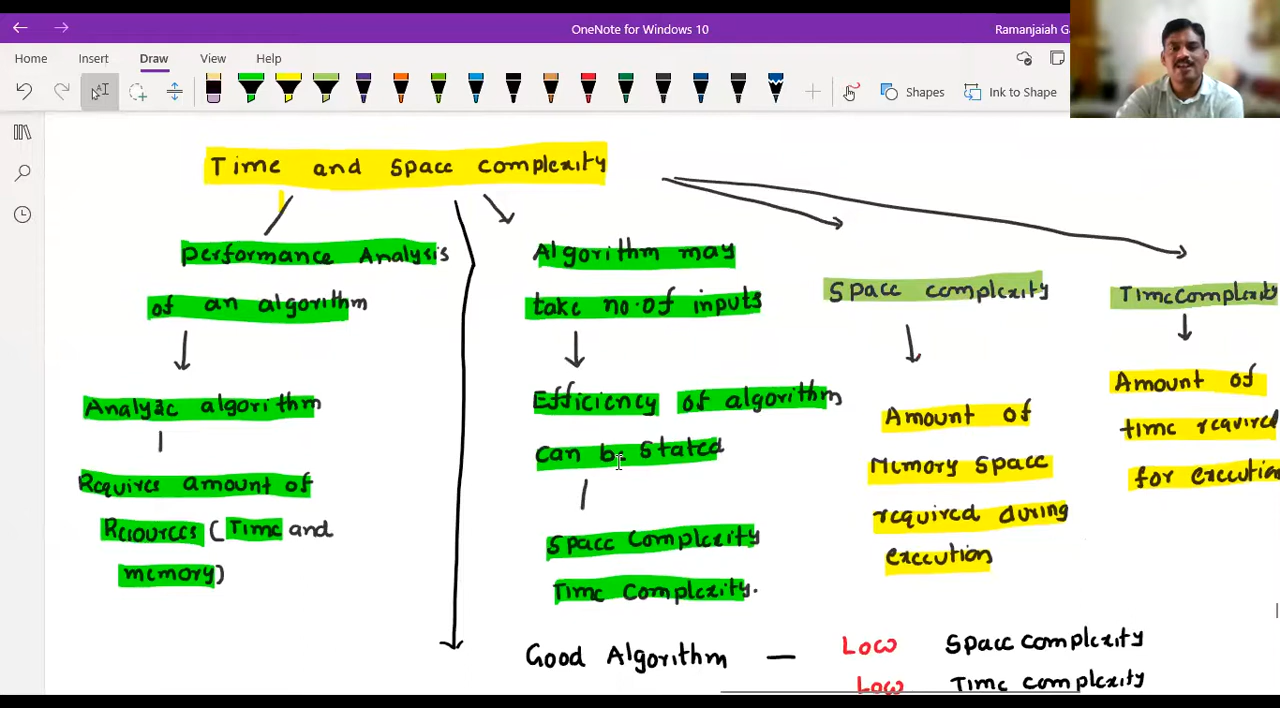 OneNote for Windows 10
Ramanjaiah G
Home Insert Draw View Help
Shapes Ink to Shape
Time and Space complexity
performance Analysis
of an algorithm
Analyze algorithm
Requires amount of
Resources (Time and
memory)
Algorithm may
take no.of inputs
Efficiency of algorithm
can be Stated
Space Complexity
Time Complexity.
Space complexity
Amount of
Memory Space
required during
execution
Time complexity
Amount of
time required
for execution
Good Algorithm — Low Space complexity
Low Time complexity